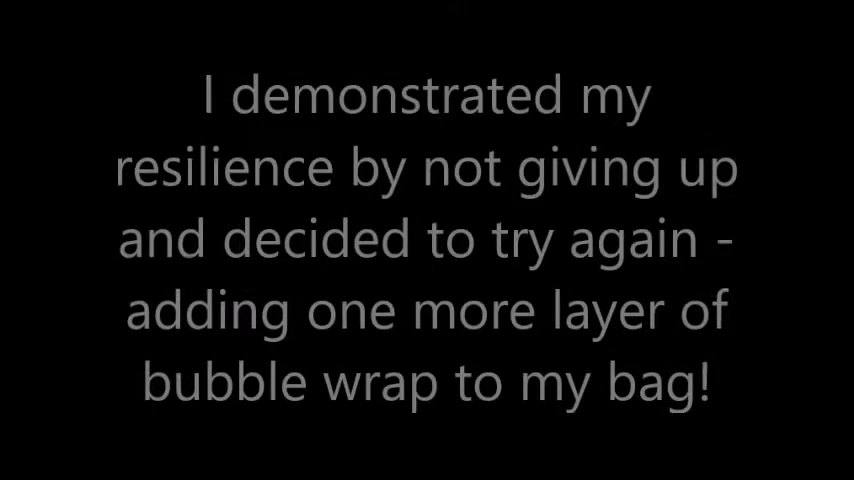 I demonstrated my
resilience by not giving up
and decided to try again -
adding one more layer of
bubble wrap to my bag!